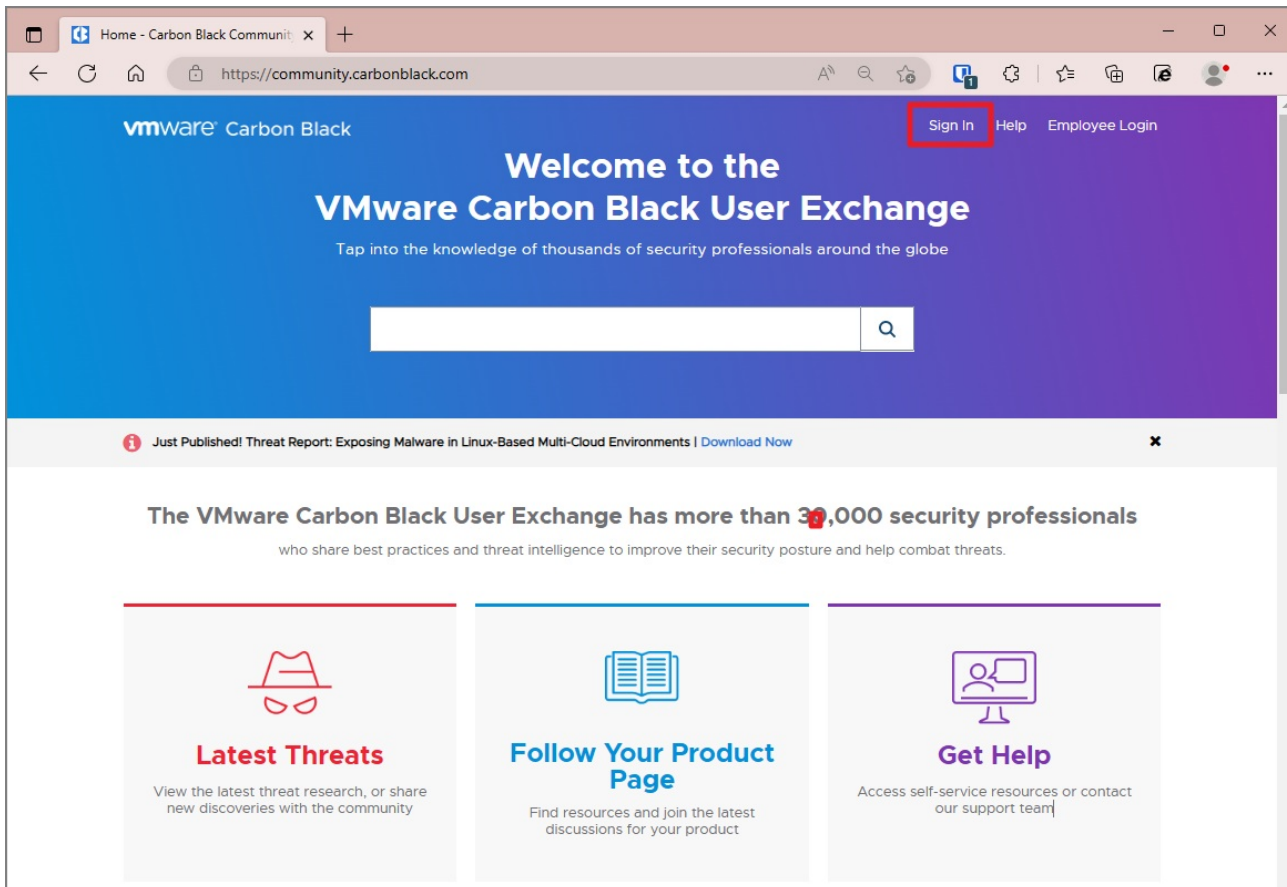 Home - Carbon Black Communit
https://community.carbonblack.com
1
vmware Carbon Black
Sign In Help Employee Login
Welcome to the
VMware Carbon Black User Exchange
Tap into the knowledge of thousands of security professionals around the globe
Just Published! Threat Report: Exposing Malware in Linux-Based Multi-Cloud Environments | Download Now
The VMware Carbon Black User Exchange has more than security professionals
who share best practices and threat intelligence to improve their security posture and help combat threats.
Latest Threats
View the latest threat research, or share
new discoveries with the community
Follow Your Product
Page
Find resources and join the latest
discussions for your product
Get Help
Access self-service resources or contact
our support team